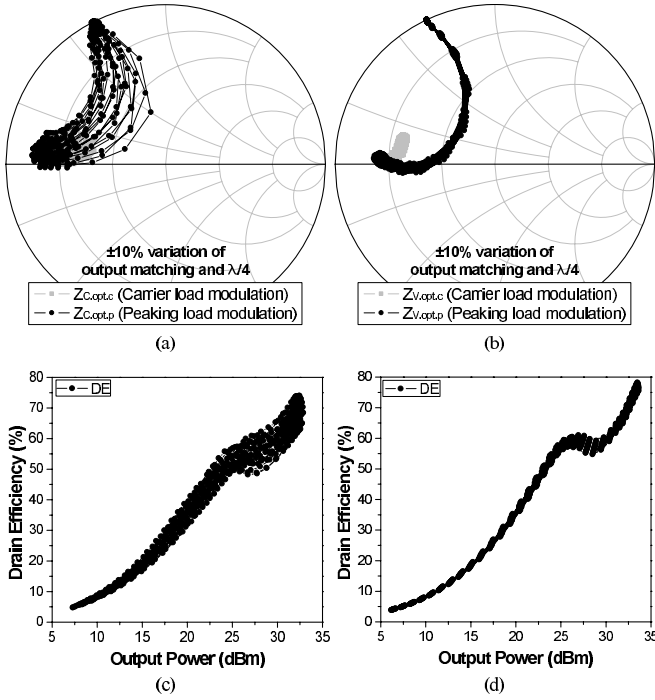 ±10% variation of
output matching and λ/4
ZC.opt.c (Carrier load modulation)
ZC.opt.p (Peaking load modulation)
(a)
±10% variation of
output matching and λ/4
ZV.opt.c (Carrier load modulation)
ZV.opt.p (Peaking load modulation)
(b)
80
70
60
50
40
30
20
10
0
Drain Efficiency (%)
DE
5 10 15 20 25 30 35
Output Power (dBm)
(c)
80
70
60
50
40
30
20
10
0
Drain Efficiency (%)
DE
5 10 15 20 25 30 35
Output Power (dBm)
(d)